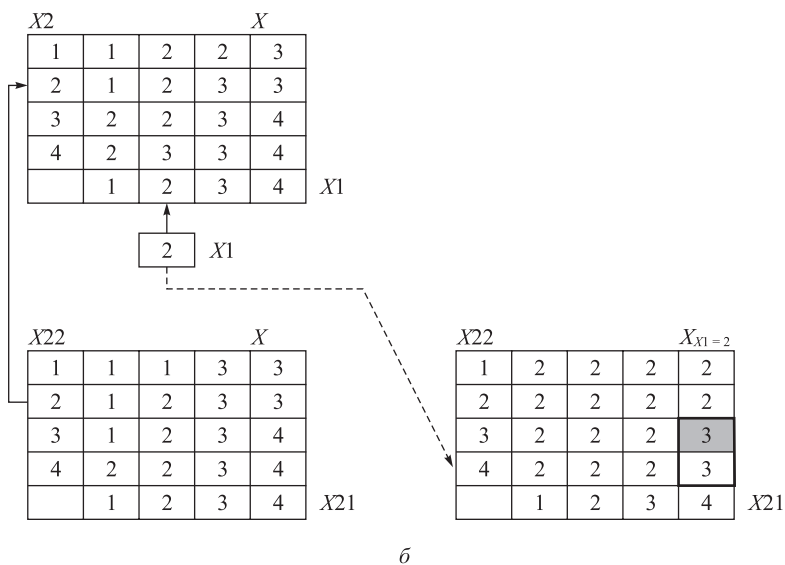 X2 X
1 1 2 2 3
2 1 2 3 3
3 2 2 3 4
4 2 3 3 4
1 2 3 4 X1
2 X1
X22 X
1 1 1 3 3
2 1 2 3 3
3 1 2 3 4
4 2 2 3 4
1 2 3 4 X21
X22 X_{X1 = 2}
1 2 2 2 2
2 2 2 2 2
3 2 2 2 3
4 2 2 2 3
1 2 3 4 X21
б